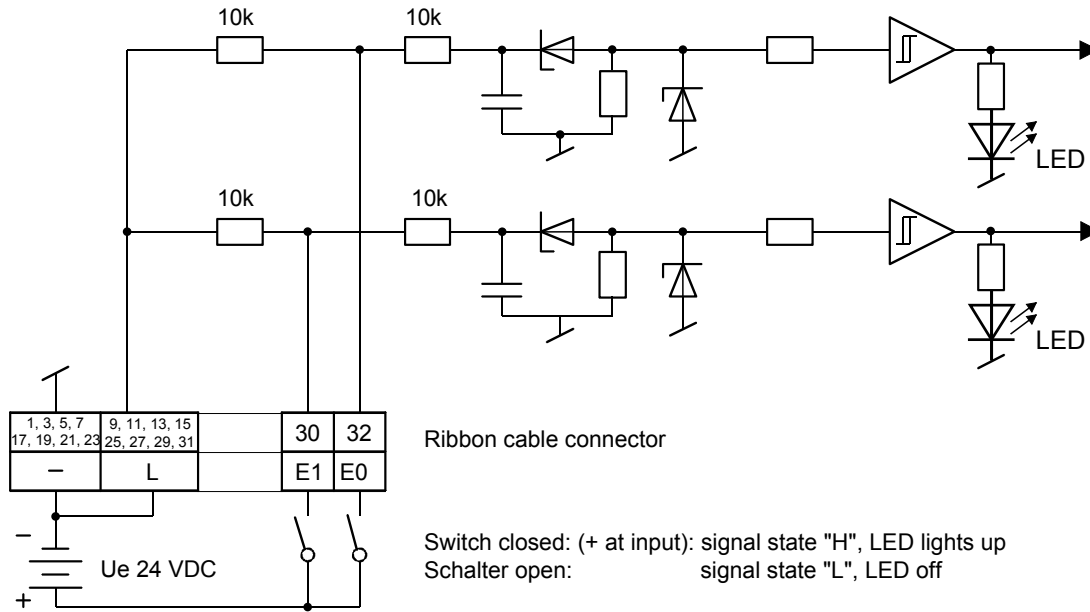 10k 10k
LED
10k 10k
LED
1, 3, 5, 7 9, 11, 13, 15
17, 19, 21, 23 25, 27, 29, 31 30 32
Ribbon cable connector
– L E1 E0
–
Ue 24 VDC
+
Switch closed: (+ at input): signal state "H", LED lights up
Schalter open: signal state "L", LED off